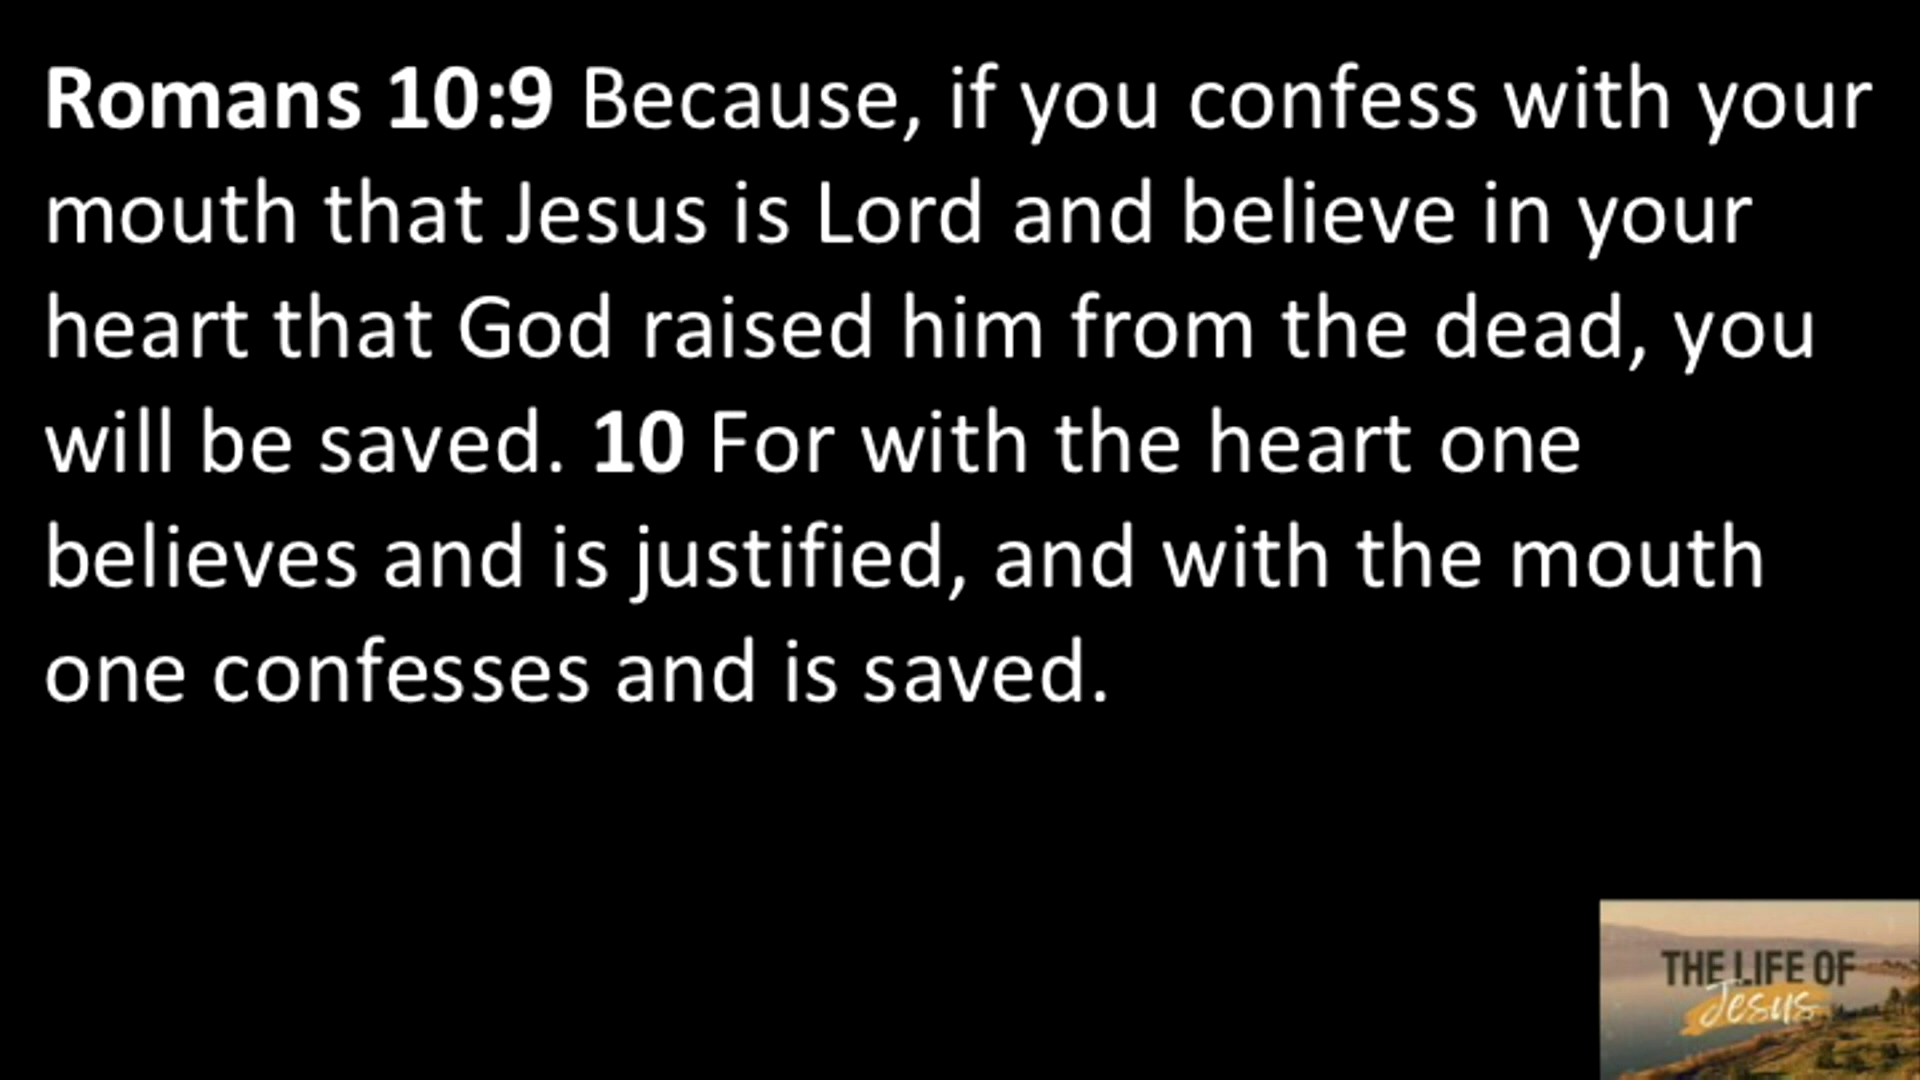 Romans 10:9 Because, if you confess with your
mouth that Jesus is Lord and believe in your
heart that God raised him from the dead, you
will be saved. 10 For with the heart one
believes and is justified, and with the mouth
one confesses and is saved.
THE LIFE OF
Jesus